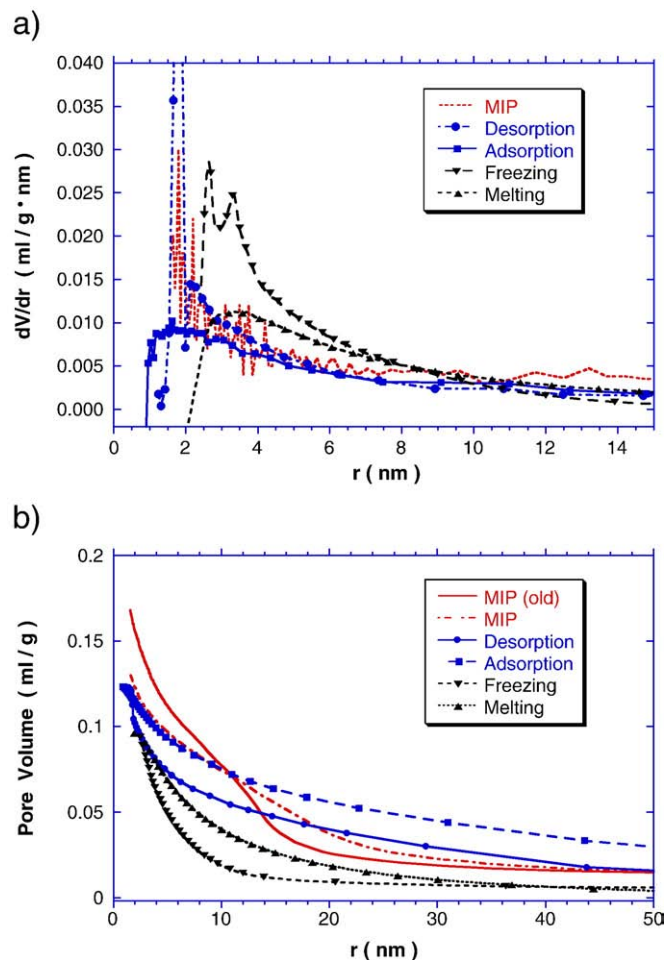 a)
0.040
0.035
0.030
0.025
0.020
0.015
0.010
0.005
0.000
dV/dr ( ml / g • nm )
MIP
Desorption
Adsorption
Freezing
Melting
0 2 4 6 8 10 12 14
r ( nm )
b)
0.2
0.15
0.1
0.05
0
Pore Volume ( ml / g )
MIP (old)
MIP
Desorption
Adsorption
Freezing
Melting
0 10 20 30 40 50
r ( nm )